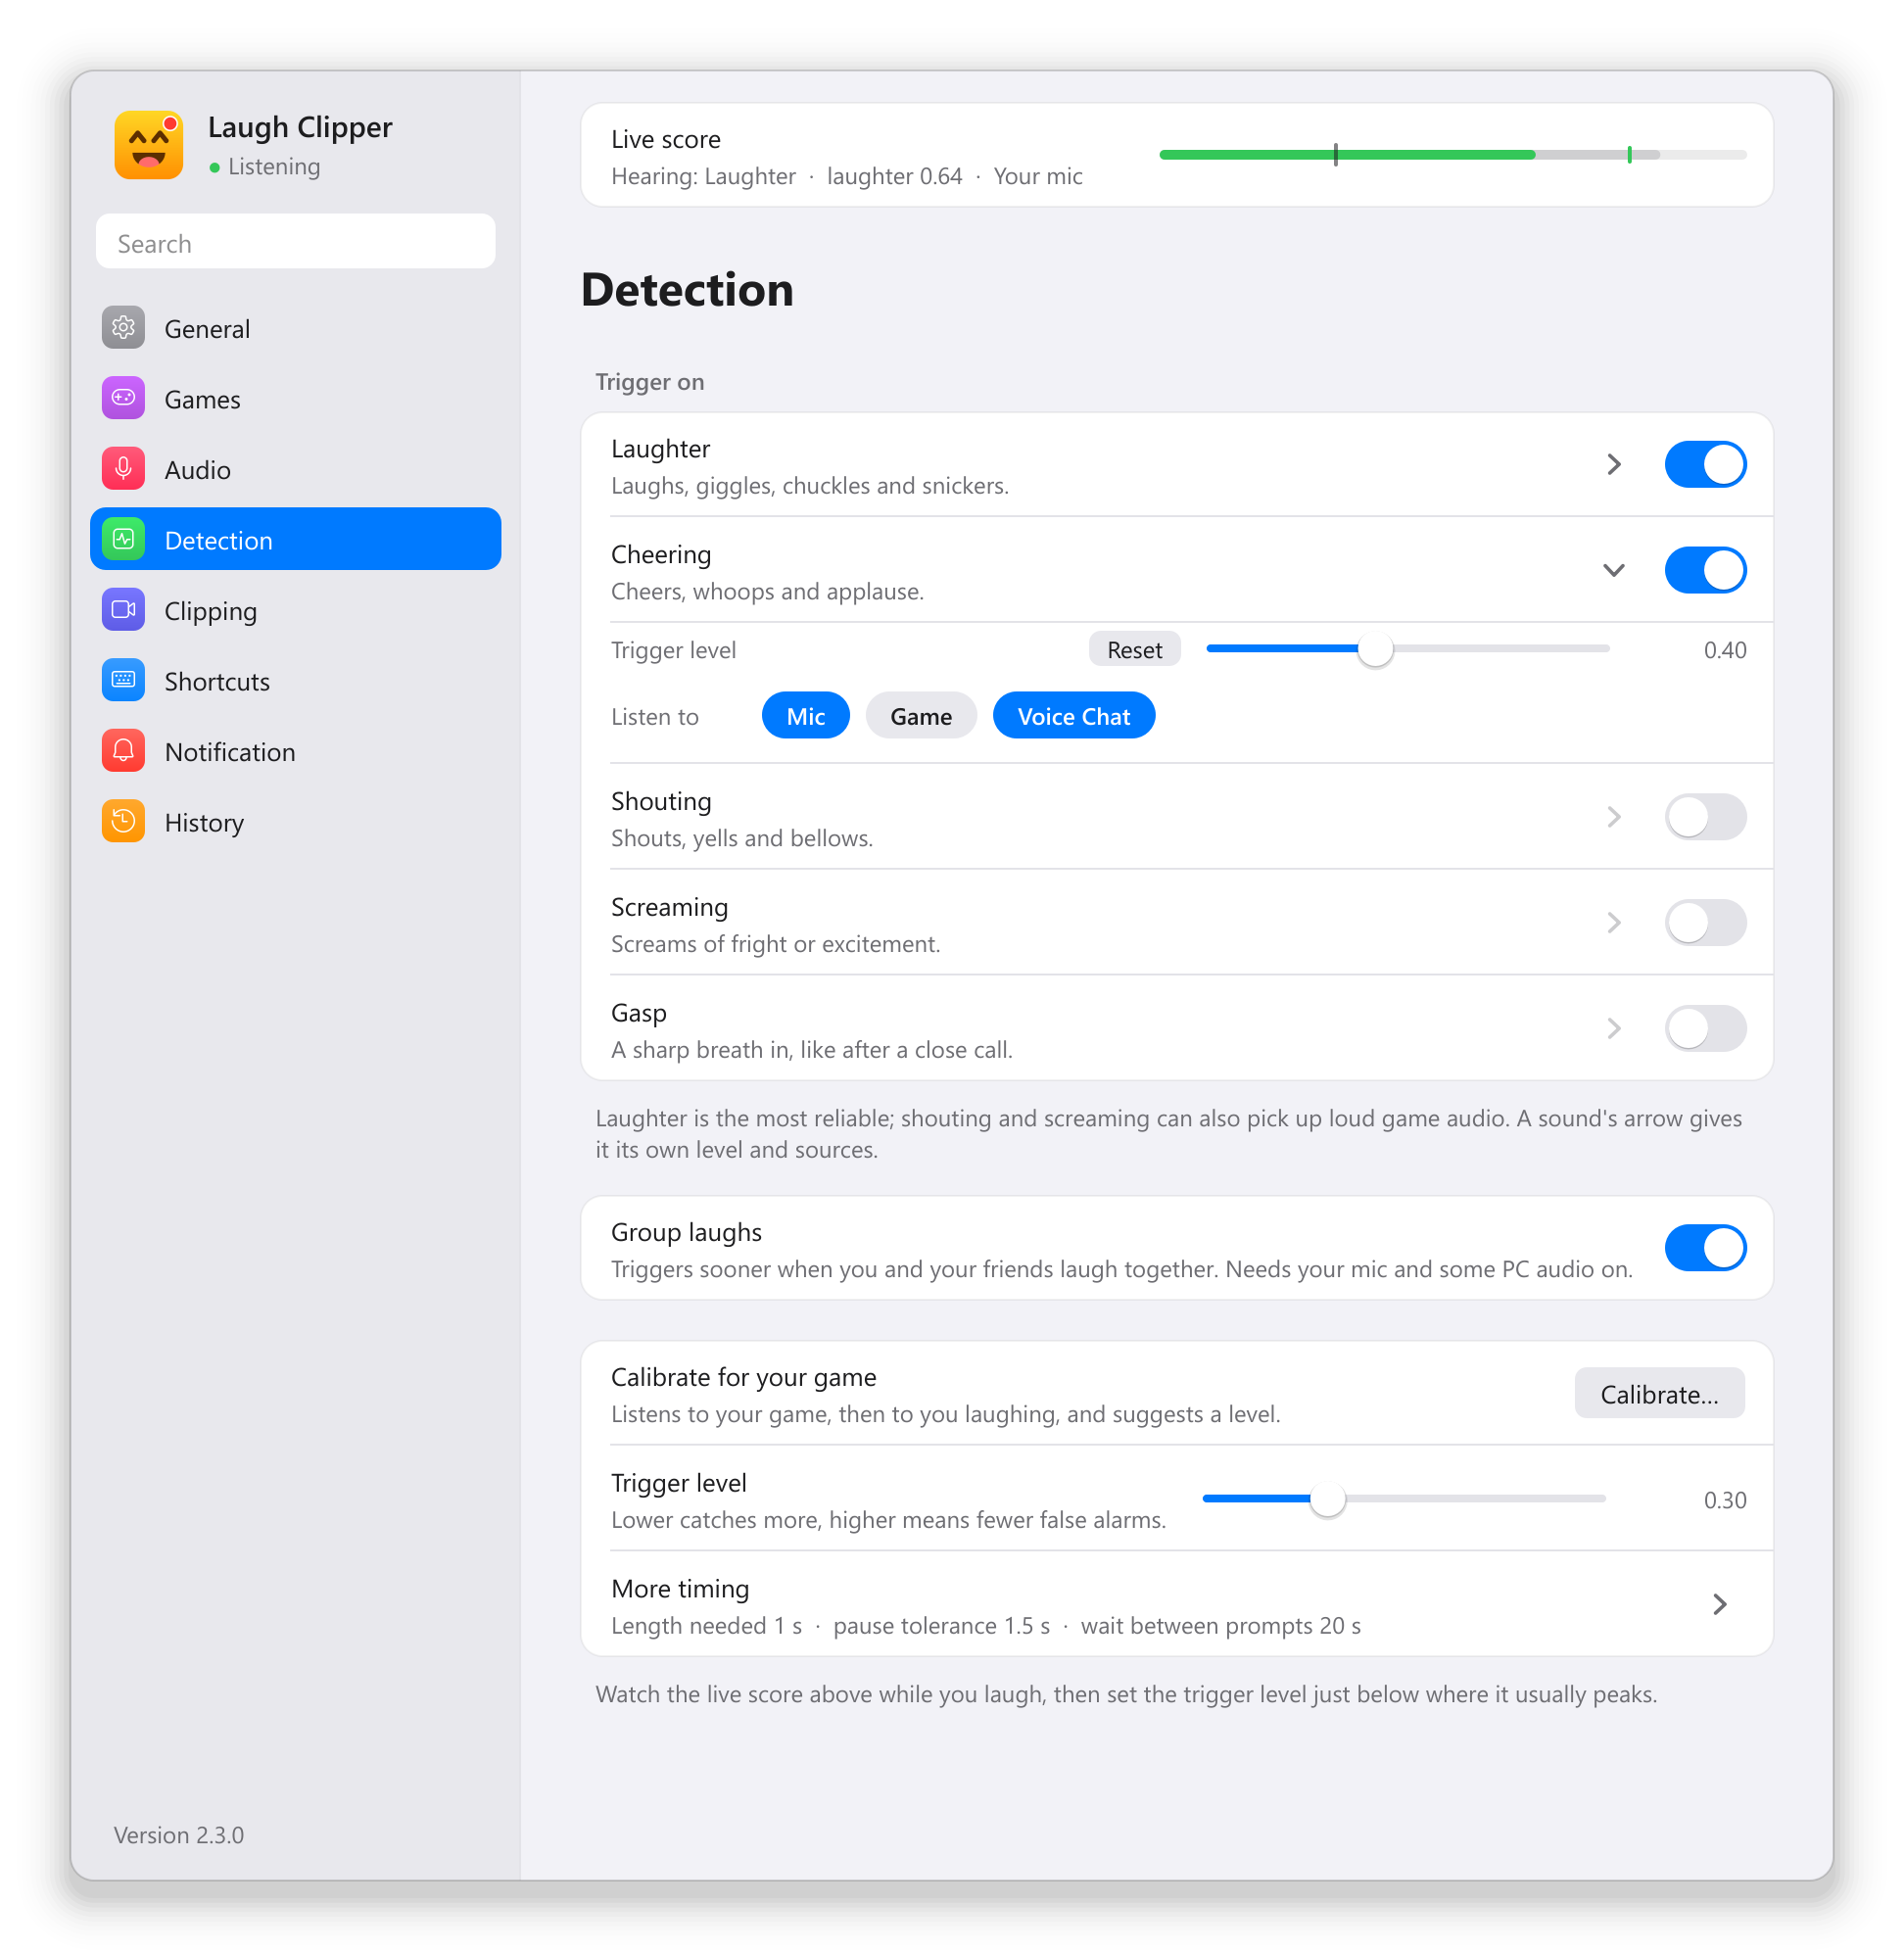 Laugh Clipper
Listening
Search
General
Games
Audio
Detection
Clipping
Shortcuts
Notification
History
Version 2.3.0
Live score
Hearing: Laughter · laughter 0.64 · Your mic
Detection
Trigger on
Laughter
Laughs, giggles, chuckles and snickers.
Cheering
Cheers, whoops and applause.
Trigger level Reset 0.40
Listen to Mic Game Voice Chat
Shouting
Shouts, yells and bellows.
Screaming
Screams of fright or excitement.
Gasp
A sharp breath in, like after a close call.
Laughter is the most reliable; shouting and screaming can also pick up loud game audio. A sound's arrow gives
it its own level and sources.
Group laughs
Triggers sooner when you and your friends laugh together. Needs your mic and some PC audio on.
Calibrate for your game
Listens to your game, then to you laughing, and suggests a level.
Calibrate...
Trigger level
Lower catches more, higher means fewer false alarms.
0.30
More timing
Length needed 1 s · pause tolerance 1.5 s · wait between prompts 20 s
Watch the live score above while you laugh, then set the trigger level just below where it usually peaks.